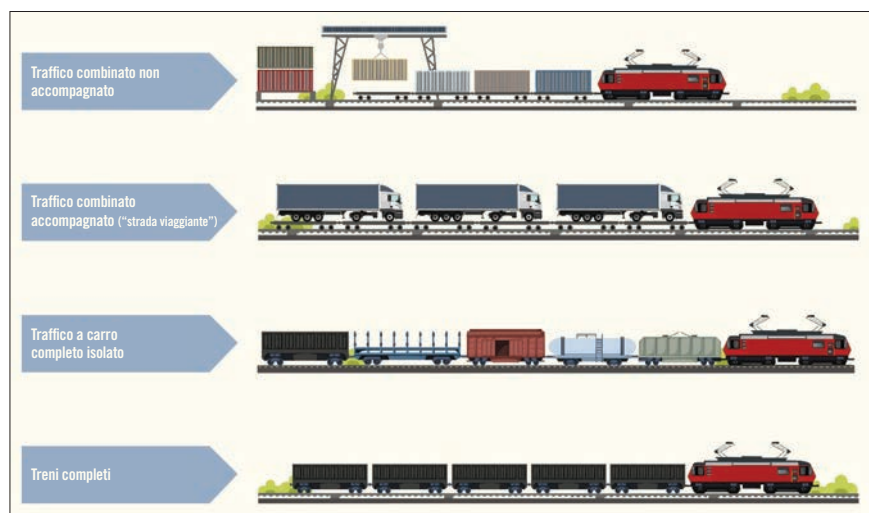 Traffico combinato non
accompagnato
Traffico combinato
accompagnato (“strada viaggiante”)
Traffico a carro
completo isolato
Treni completi